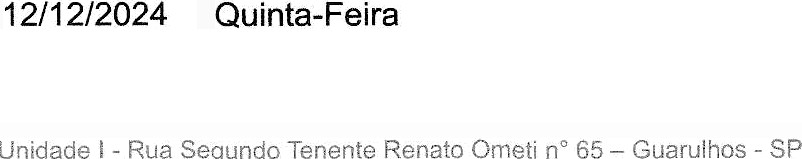 12/12/2024 Quinta-Feira
Unidade I - Rua Segundo Tenente Renato Ometi n° 65 – Guarulhos - SP